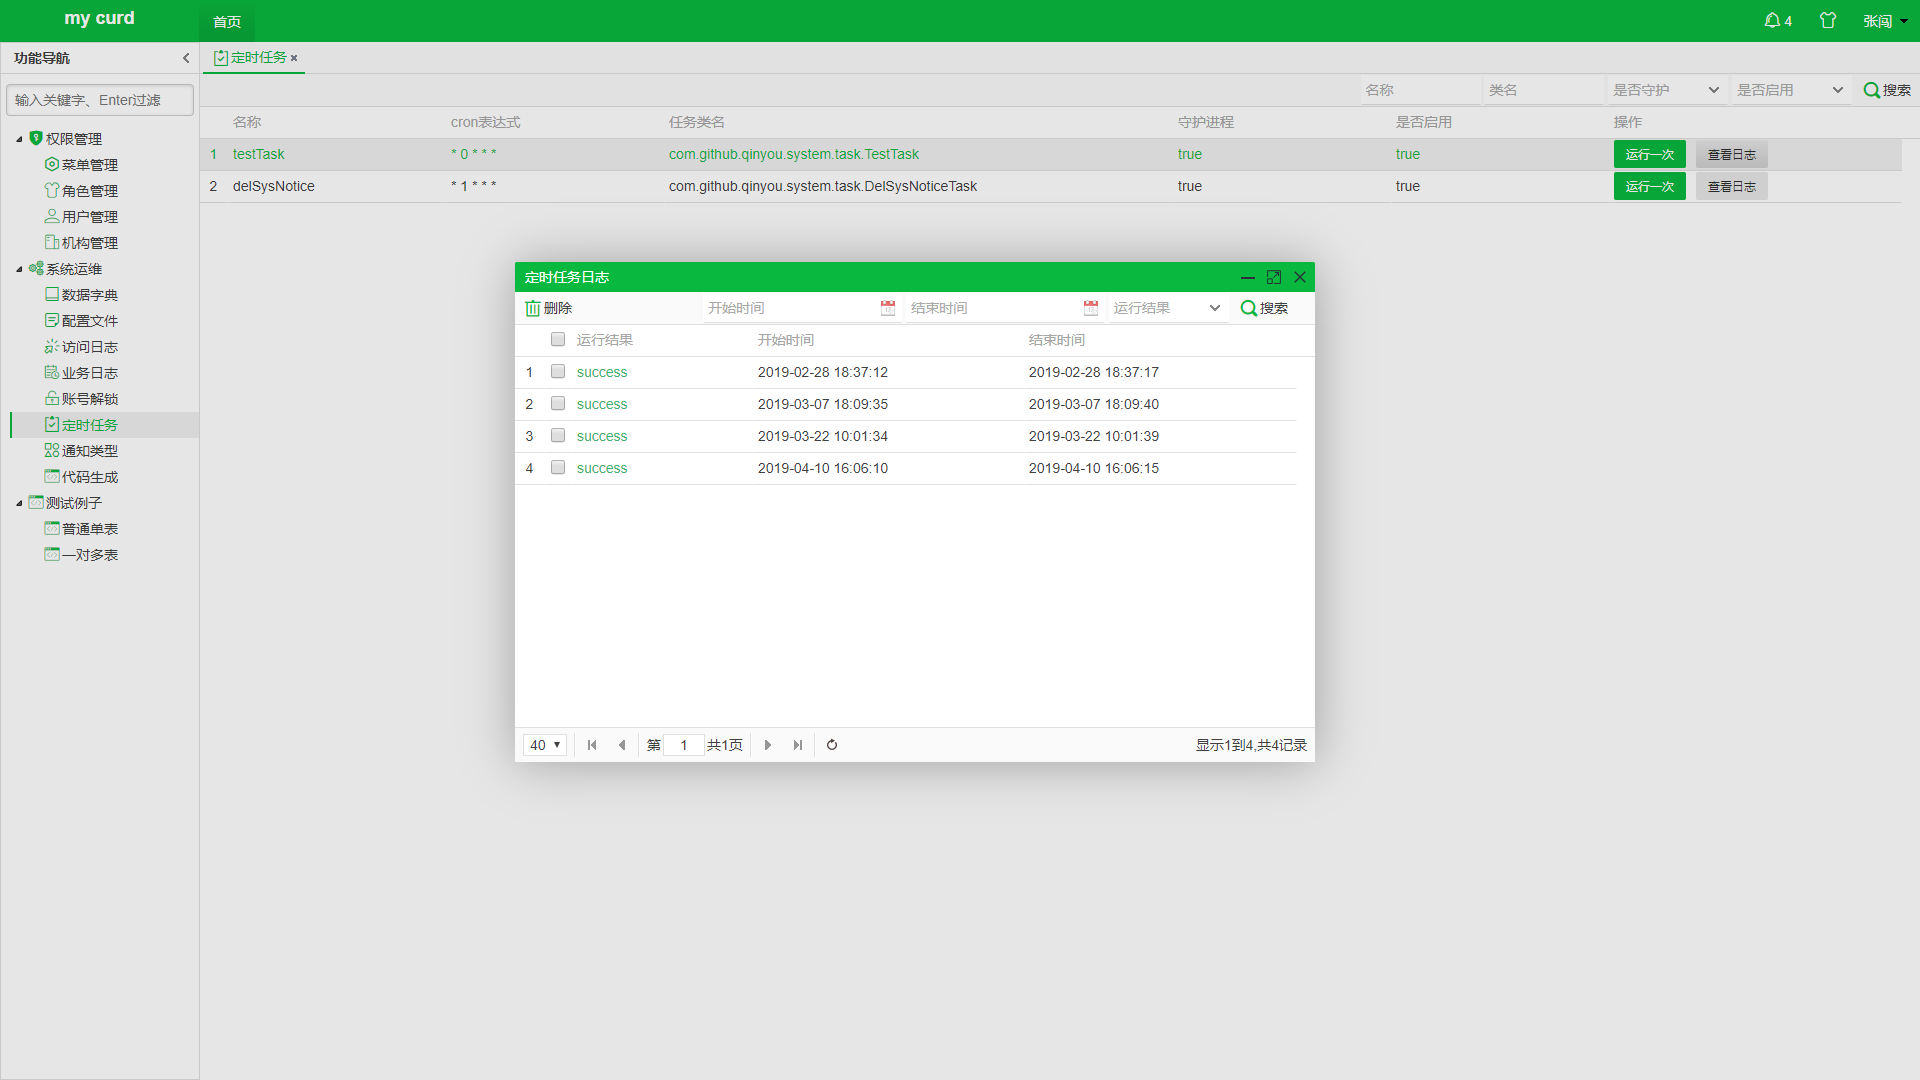 my curd
首页
4
张闯
功能导航
定时任务
输入关键字、Enter过滤
名称 类名 是否守护 是否启用 搜索
权限管理
菜单管理
角色管理
用户管理
机构管理
系统运维
数据字典
配置文件
访问日志
业务日志
账号解锁
定时任务
通知类型
代码生成
测试例子
普通单表
一对多表
名称 cron表达式 任务类名 守护进程 是否启用 操作
1 testTask * 0 * * * com.github.qinyou.system.task.TestTask true true 运行一次 查看日志
2 delSysNotice * 1 * * * com.github.qinyou.system.task.DelSysNoticeTask true true 运行一次 查看日志
定时任务日志
删除 开始时间 结束时间 运行结果 搜索
运行结果 开始时间 结束时间
1 success 2019-02-28 18:37:12 2019-02-28 18:37:17
2 success 2019-03-07 18:09:35 2019-03-07 18:09:40
3 success 2019-03-22 10:01:34 2019-03-22 10:01:39
4 success 2019-04-10 16:06:10 2019-04-10 16:06:15
40 第 1 共1页 显示1到4,共4记录